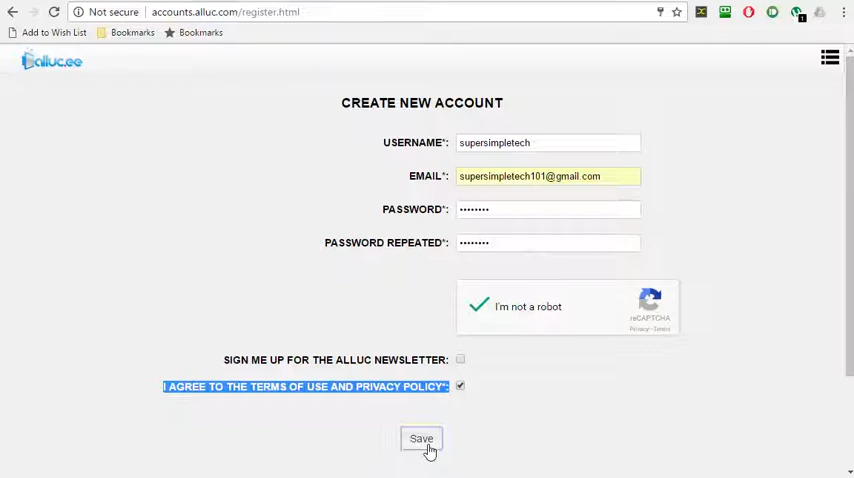 Not secure accounts.alluc.com/register.html
Add to Wish List Bookmarks Bookmarks
alluc.ee
CREATE NEW ACCOUNT
USERNAME*: supersimpletech
EMAIL*: supersimpletech101@gmail.com
PASSWORD*: ••••••••
PASSWORD REPEATED*: ••••••••
I'm not a robot
reCAPTCHA
Privacy - Terms
SIGN ME UP FOR THE ALLUC NEWSLETTER:
I AGREE TO THE TERMS OF USE AND PRIVACY POLICY*:
Save